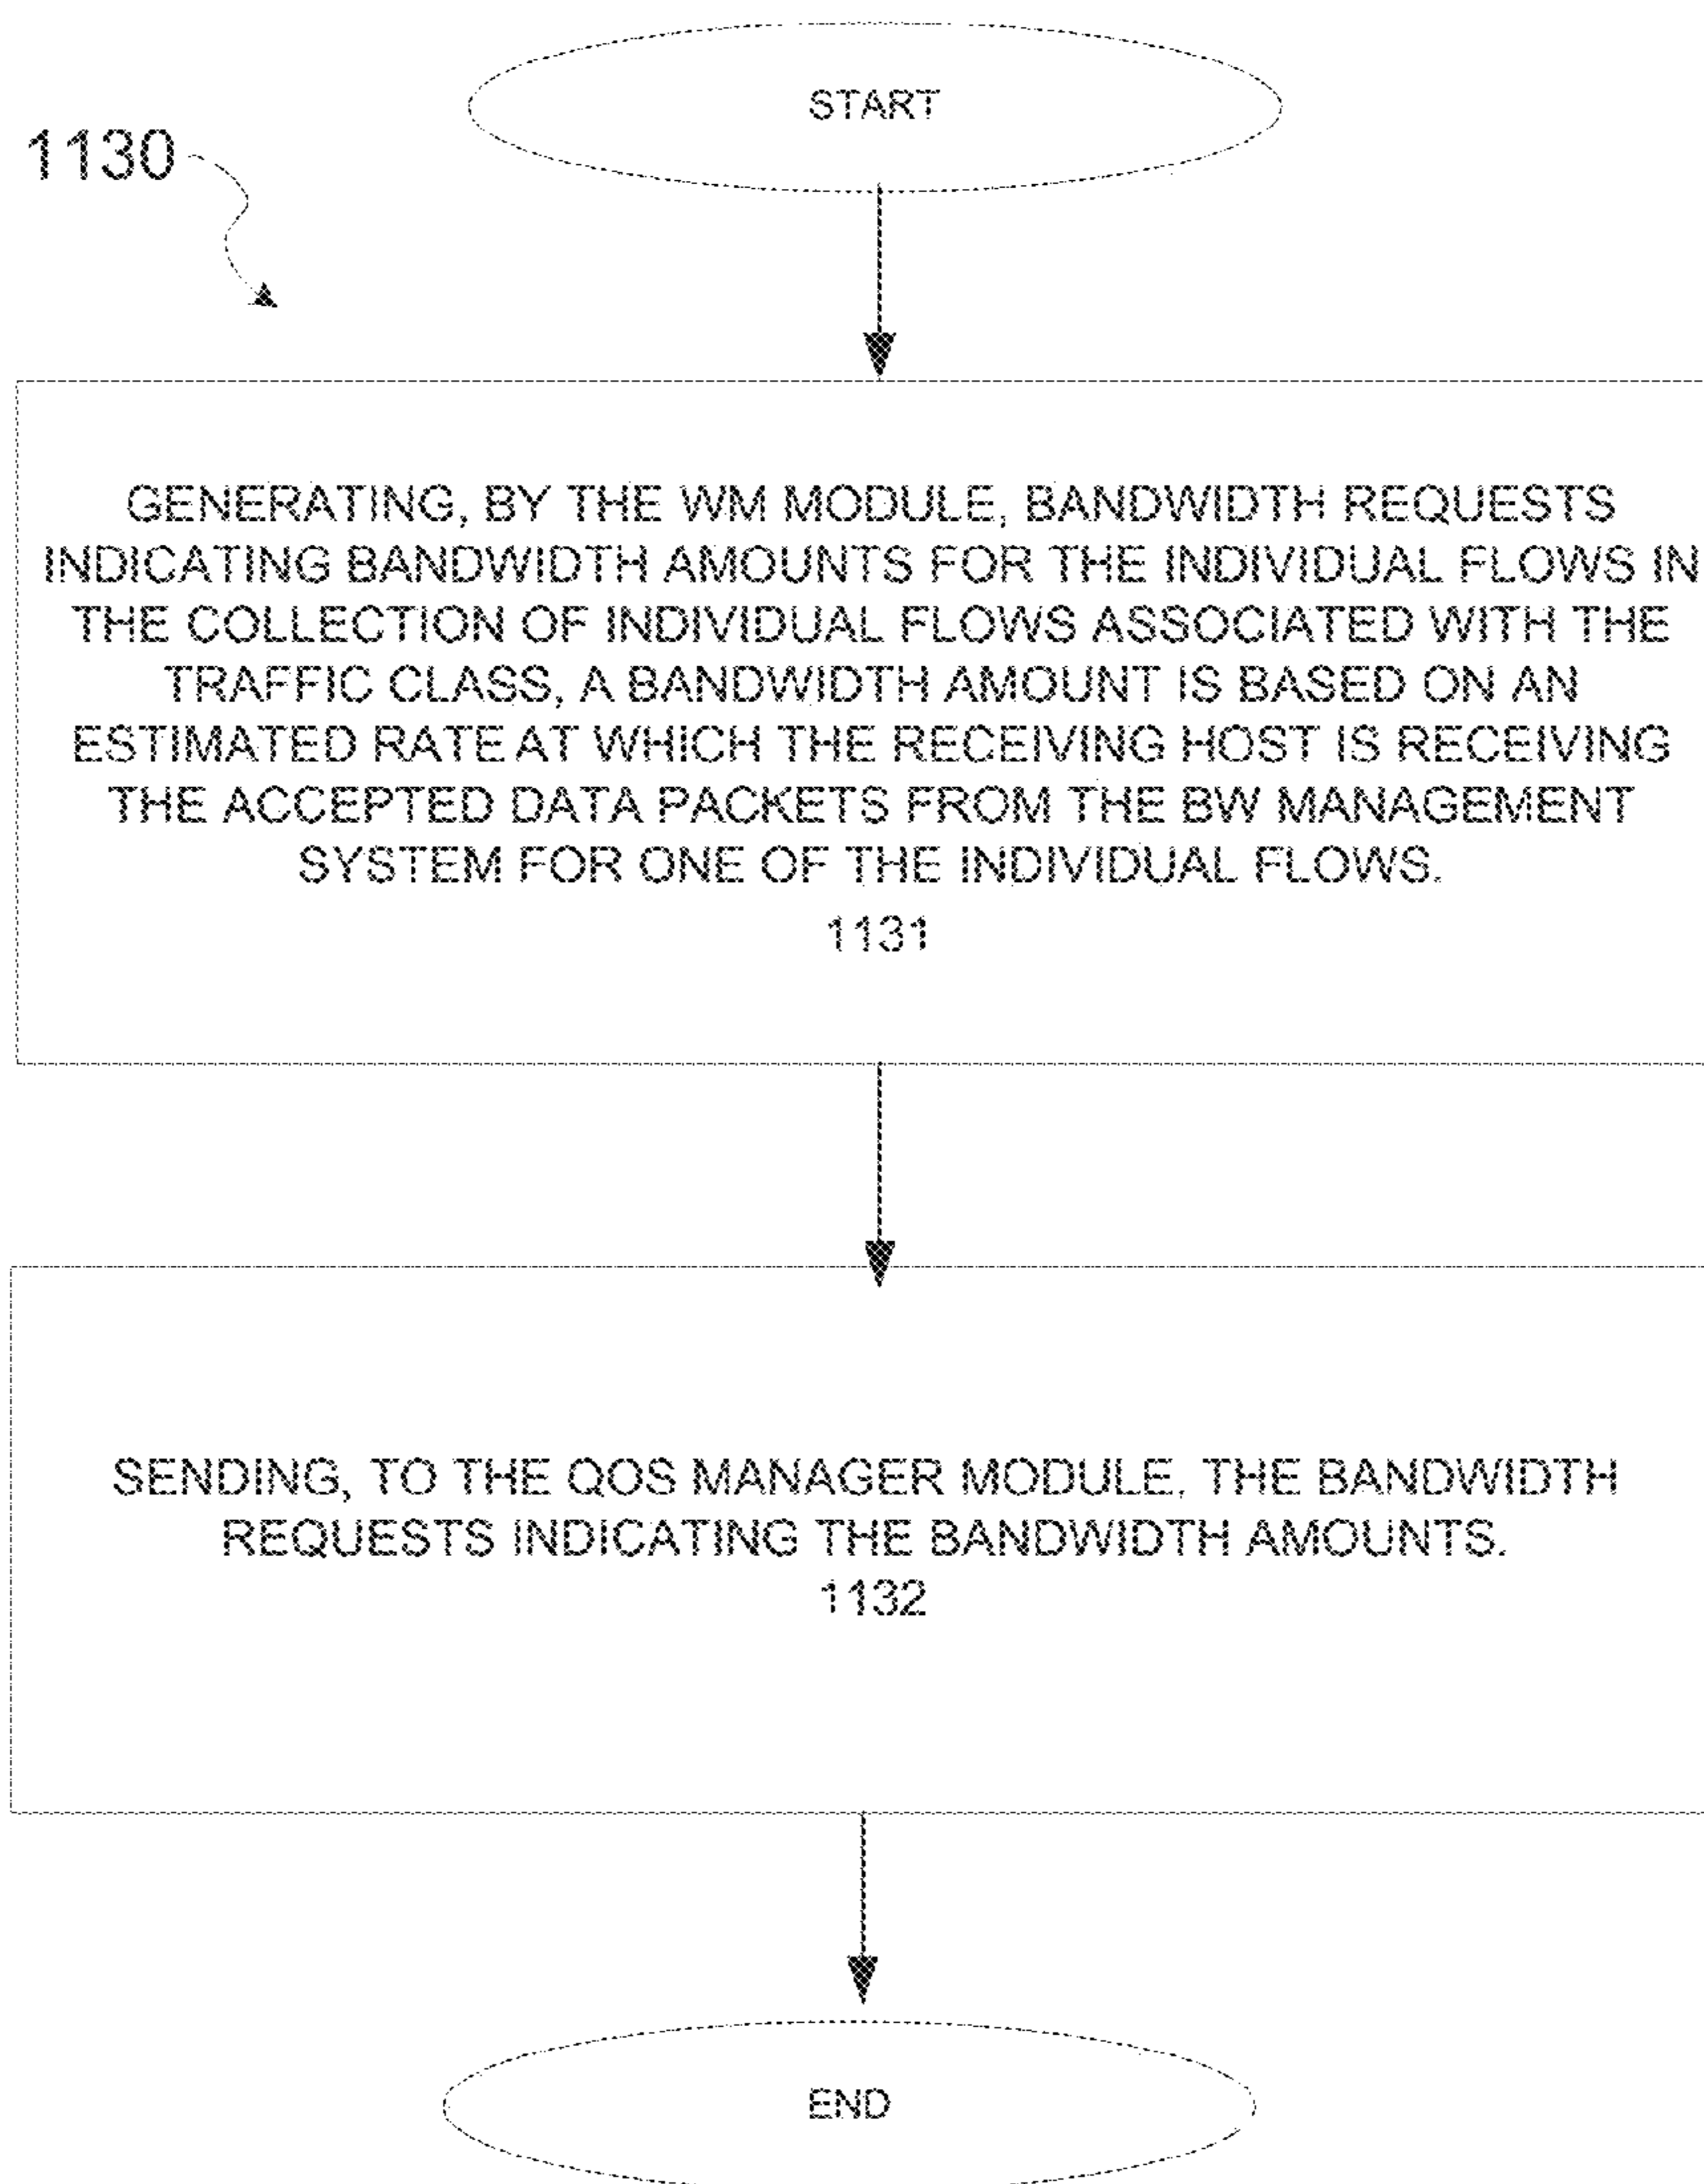 START
1130
GENERATING, BY THE WM MODULE, BANDWIDTH REQUESTS
INDICATING BANDWIDTH AMOUNTS FOR THE INDIVIDUAL FLOWS IN
THE COLLECTION OF INDIVIDUAL FLOWS ASSOCIATED WITH THE
TRAFFIC CLASS, A BANDWIDTH AMOUNT IS BASED ON AN
ESTIMATED RATE AT WHICH THE RECEIVING HOST IS RECEIVING
THE ACCEPTED DATA PACKETS FROM THE BW MANAGEMENT
SYSTEM FOR ONE OF THE INDIVIDUAL FLOWS.
1131
SENDING, TO THE QOS MANAGER MODULE, THE BANDWIDTH
REQUESTS INDICATING THE BANDWIDTH AMOUNTS.
1132
END